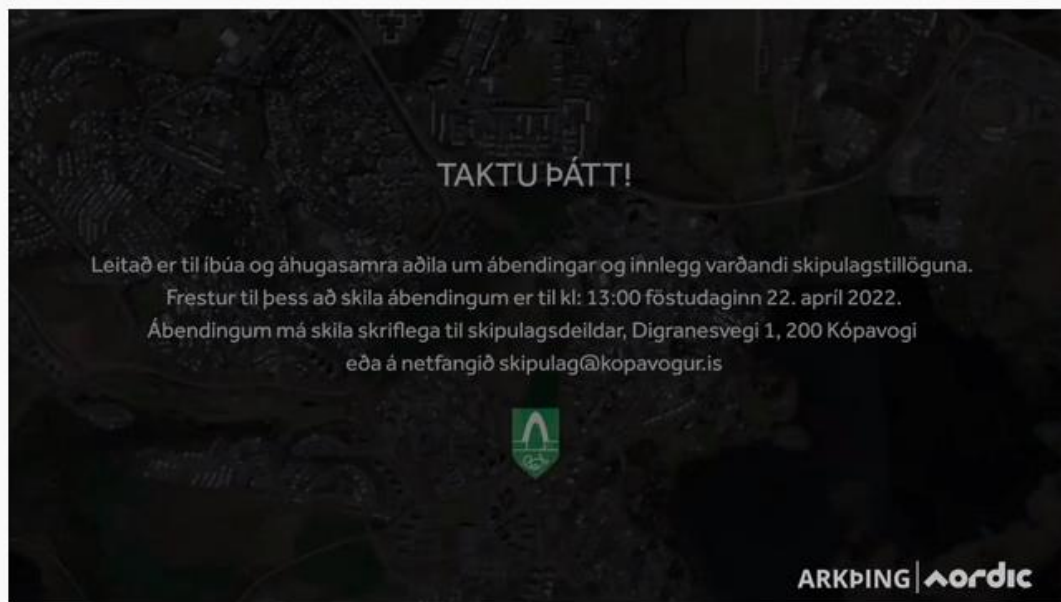 TAKTU ÞÁTT!
Leitað er til íbúa og áhugasamra aðila um ábendingar og innlegg varðandi skipulagstillöguna.
Frestur til þess að skila ábendingum er til kl: 13:00 föstudaginn 22. apríl 2022.
Ábendingum má skila skriflega til skipulagsdeildar, Digranesvegi 1, 200 Kópavogi
eða á netfangið skipulag@kopavogur.is
ARKÞING|nordic